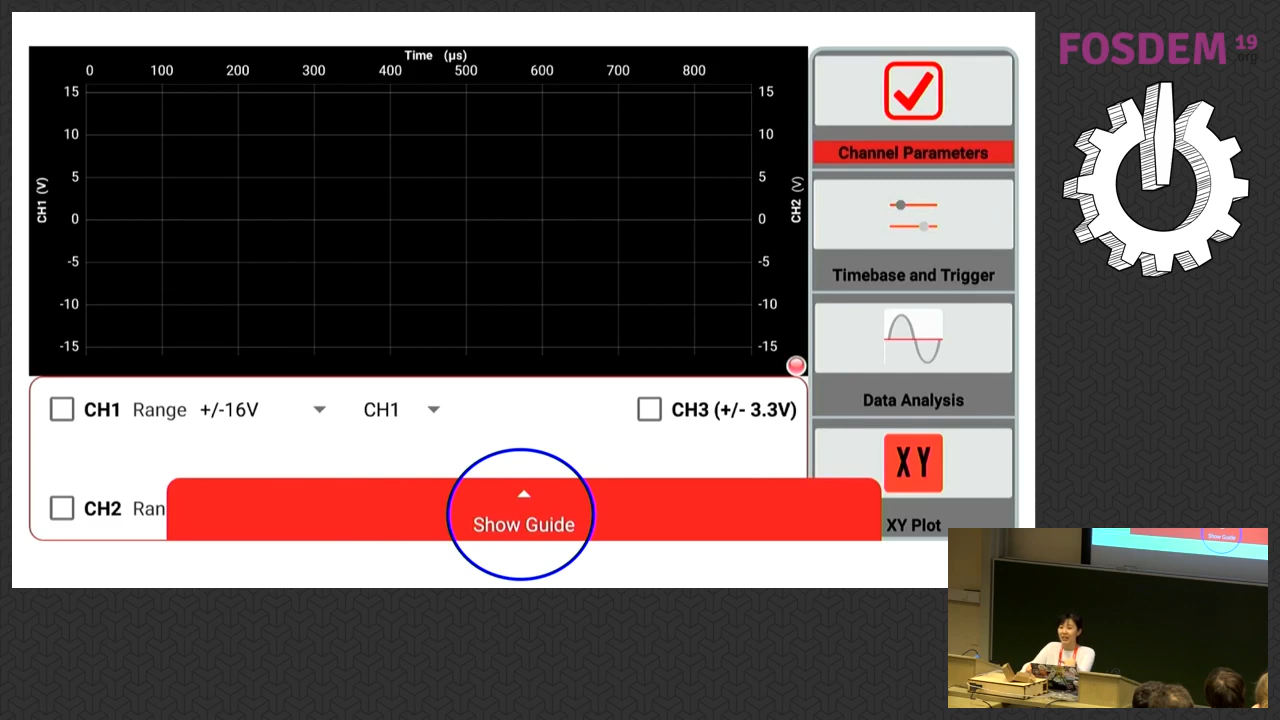 Time (µs)
0 100 200 300 400 500 600 700 800
15 15
10 10
5 5
0 0
-5 -5
-10 -10
-15 -15
CH1 (V)
CH2 (V)
CH1 Range +/-16V CH1 CH3 (+/- 3.3V)
CH2 Ran
Show Guide
Channel Parameters
Timebase and Trigger
Data Analysis
XY
XY Plot
FOSDEM 19
.org
Show Guide